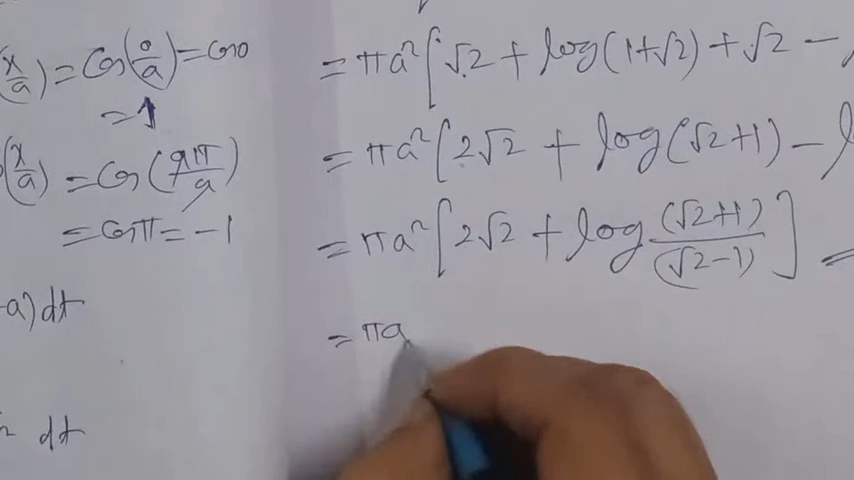 (x/a) = Cos(0/a) = cos0
= 1
(x/a) = Cos(aπ/a)
= cosπ = -1
-a)dt
dt
= πa²[√2 + log(1+√2) + √2 -
= πa²[2√2 + log(√2+1) - l
= πa²[2√2 + log (√2+1)/(√2-1)] =
= πa